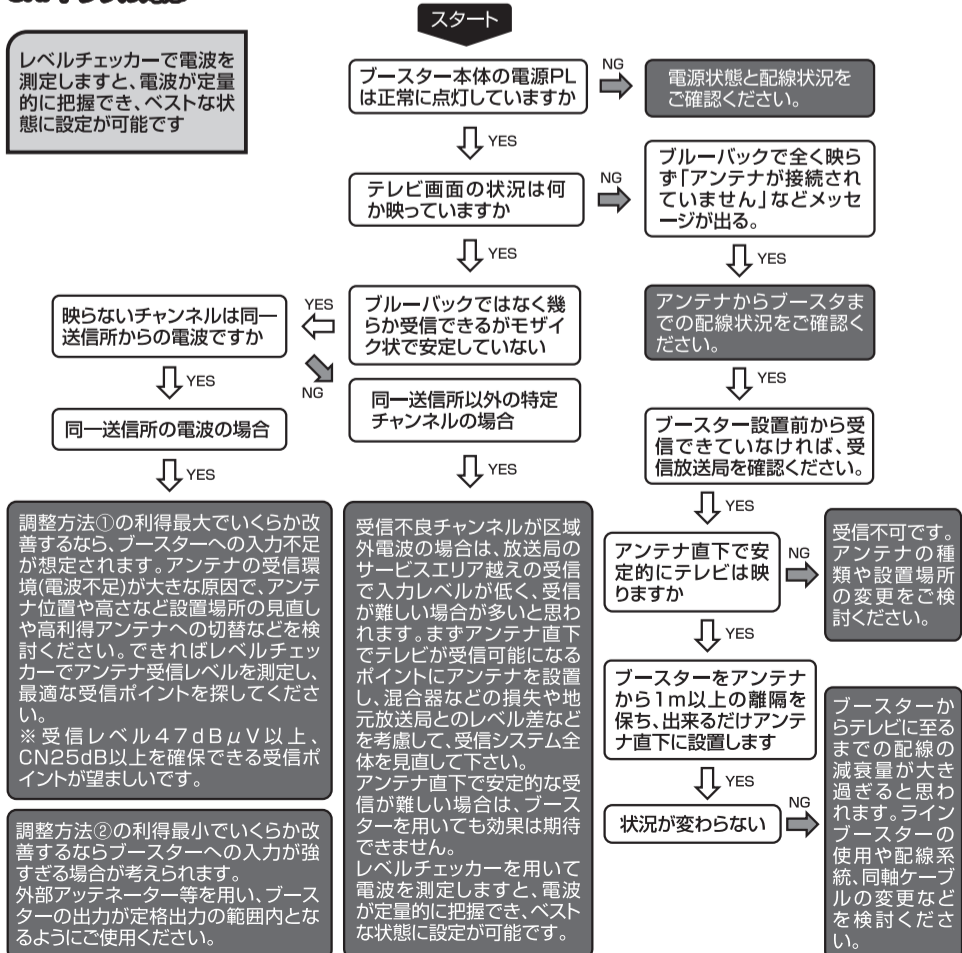 スタート
レベルチェッカーで電波を
測定しますと、電波が定量
的に把握でき、ベストな状
態に設定が可能です
ブースター本体の電源PL
は正常に点灯していますか
NG
電源状態と配線状況を
ご確認ください。
YES
テレビ画面の状況は何
か映っていますか
NG
ブルーバックで全く映ら
ず「アンテナが接続され
ていません」などメッセ
ージが出る。
YES
YES
映らないチャンネルは同一
送信所からの電波ですか
YES
ブルーバックではなく幾
らか受信できるがモザイ
ク状で安定していない
アンテナからブースタま
での配線状況をご確認く
ださい。
YES
NG
YES
同一送信所の電波の場合
同一送信所以外の特定
チャンネルの場合
ブースター設置前から受
信できていなければ、受
信放送局を確認ください。
YES
YES
YES
調整方法①の利得最大でいくらか改
善するなら、ブースターへの入力不足
が想定されます。アンテナの受信環
境(電波不足)が大きな原因で、アンテ
ナ位置や高さなど設置場所の見直し
や高利得アンテナへの切替などを検
討ください。できればレベルチェッ
カーでアンテナ受信レベルを測定し、
最適な受信ポイントを探してくださ
い。
※受信レベル47dBμV以上、
CN25dB以上を確保できる受信ポ
イントが望ましいです。
調整方法②の利得最小でいくらか改
善するならブースターへの入力が強
すぎる場合が考えられます。
外部アッテネーター等を用い、ブース
ターの出力が定格出力の範囲内とな
るようにご使用ください。
受信不良チャンネルが区域
外電波の場合は、放送局の
サービスエリア越えの受信
で入力レベルが低く、受信
が難しい場合が多いと思わ
れます。まずアンテナ直下
でテレビが受信可能になる
ポイントにアンテナを設置
し、混合器などの損失や地
元放送局とのレベル差など
を考慮して、受信システム全
体を見直して下さい。
アンテナ直下で安定的な受
信が難しい場合は、ブース
ターを用いても効果は期待
できません。
レベルチェッカーを用いて
電波を測定しますと、電波
が定量的に把握でき、ベスト
な状態に設定が可能です。
アンテナ直下で安
定的にテレビは映
りますか
NG
受信不可です。
アンテナの種
類や設置場所
の変更をご検
討ください。
YES
ブースターをアンテナ
から1m以上の離隔を
保ち、出来るだけアンテ
ナ直下に設置します
YES
状況が変わらない
NG
ブースターか
らテレビに至る
までの配線の
減衰量が大き
過ぎると思わ
れます。ライン
ブースターの
使用や配線系
統、同軸ケーブ
ルの変更など
を検討くださ
い。